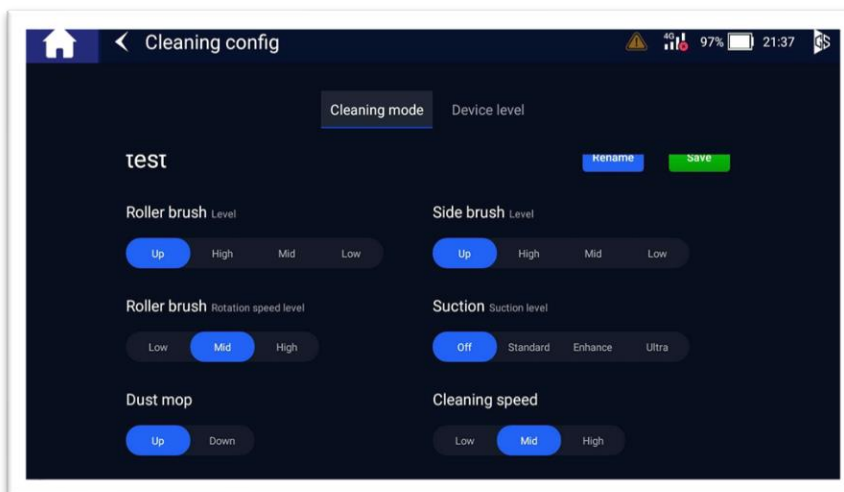 Cleaning config 4G 97% 21:37 GS
Cleaning mode Device level
test Rename Save
Roller brush Level Side brush Level
Up High Mid Low Up High Mid Low
Roller brush Rotation speed level Suction Suction level
Low Mid High Off Standard Enhance Ultra
Dust mop Cleaning speed
Up Down Low Mid High